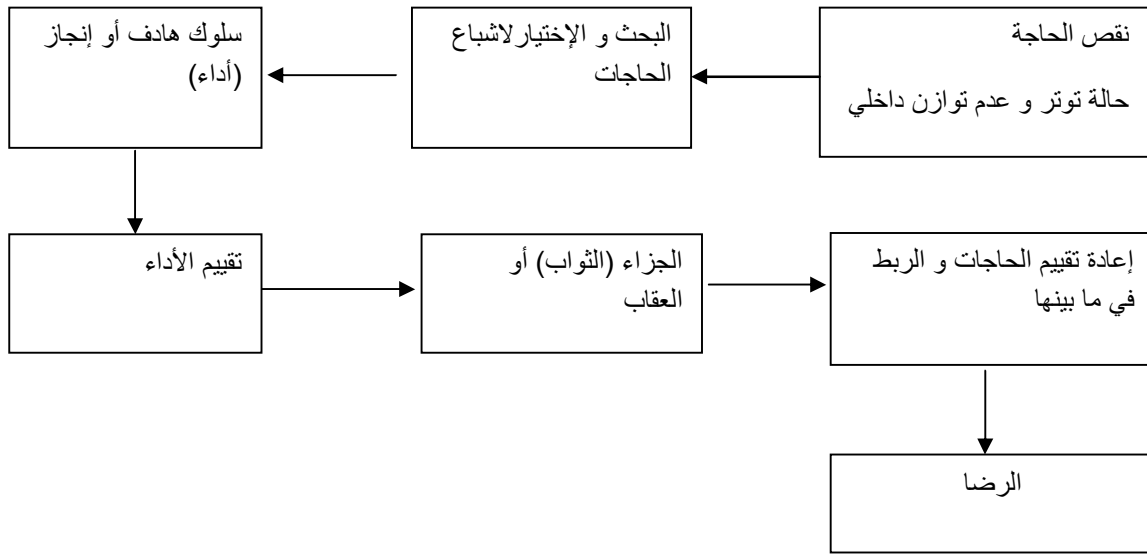 نقص الحاجة
حالة توتر و عدم توازن داخلي
البحث و الإختيارلاشباع
الحاجات
سلوك هادف أو إنجاز
(أداء)
تقييم الأداء
الجزاء (الثواب) أو
العقاب
إعادة تقييم الحاجات و الربط
في ما بينها
الرضا